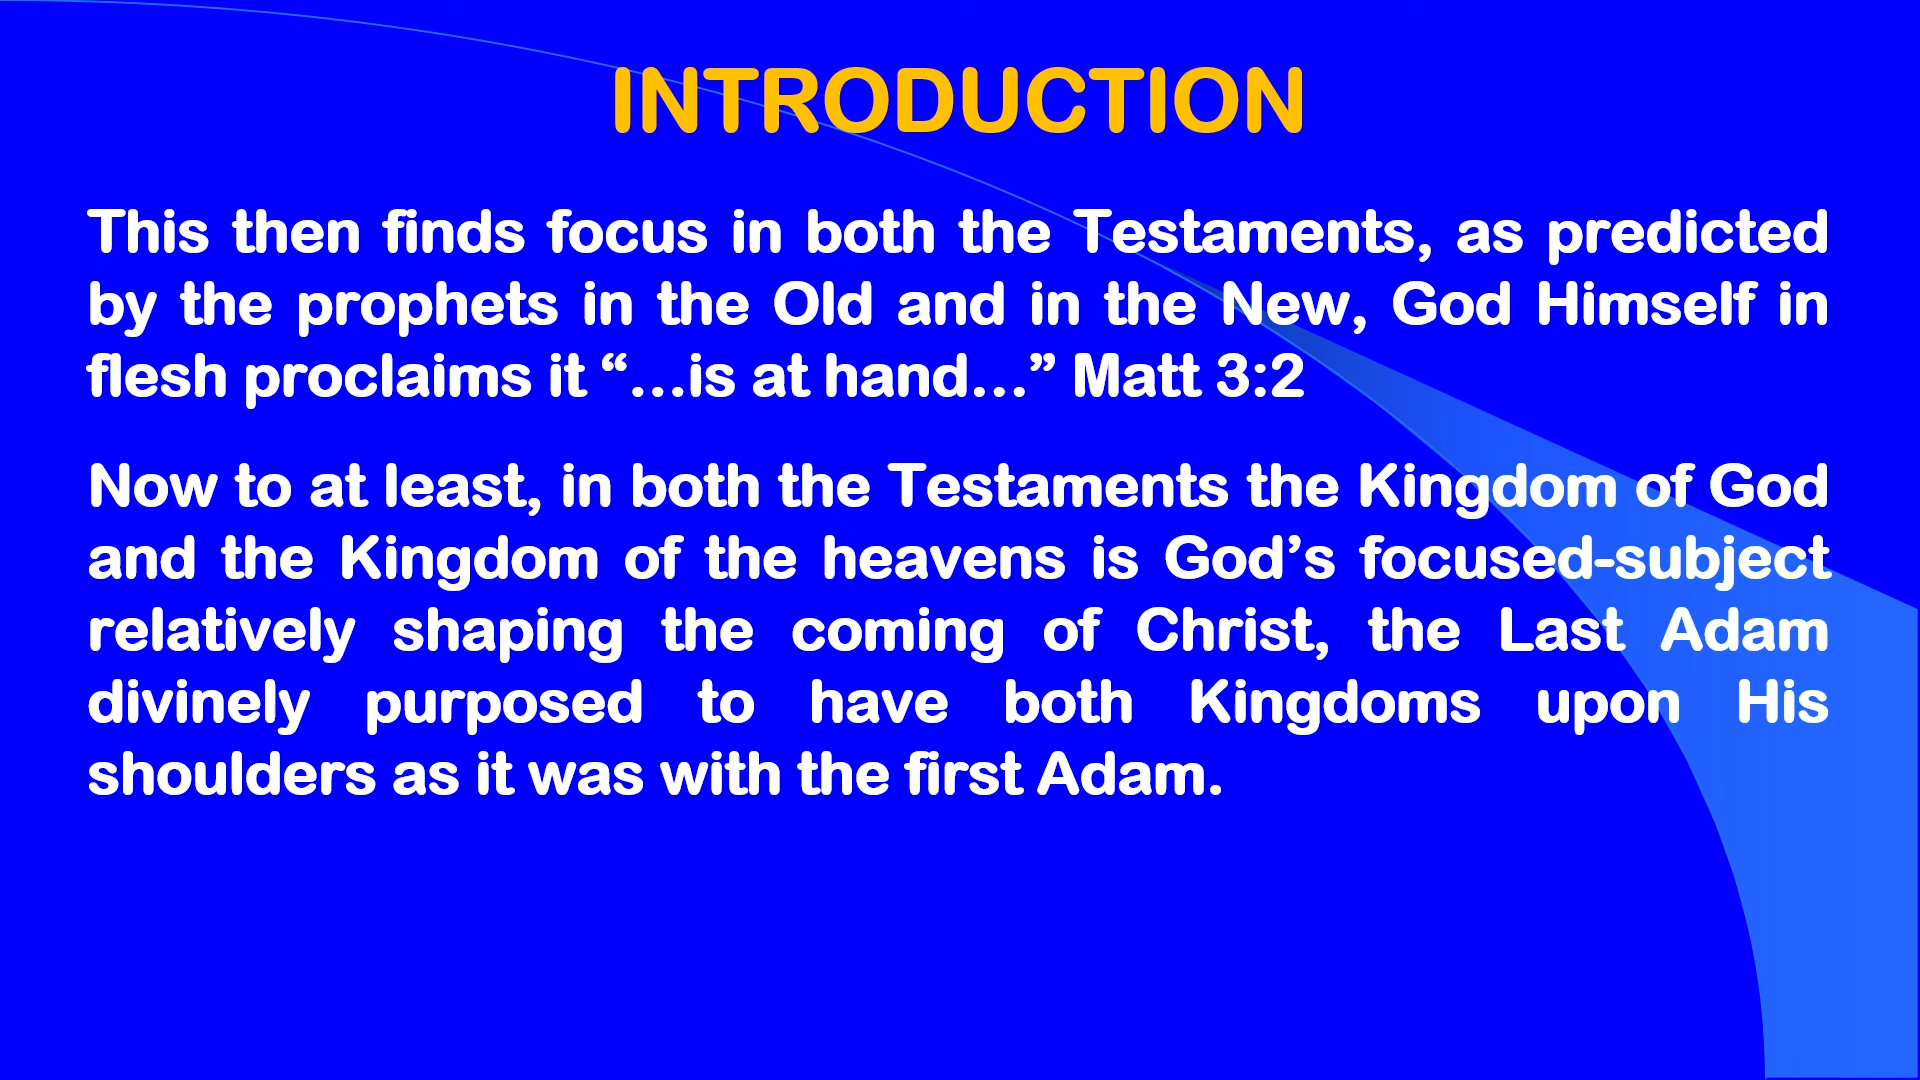 INTRODUCTION
This then finds focus in both the Testaments, as predicted
by the prophets in the Old and in the New, God Himself in
flesh proclaims it “…is at hand…” Matt 3:2
Now to at least, in both the Testaments the Kingdom of God
and the Kingdom of the heavens is God’s focused-subject
relatively shaping the coming of Christ, the Last Adam
divinely purposed to have both Kingdoms upon His
shoulders as it was with the first Adam.